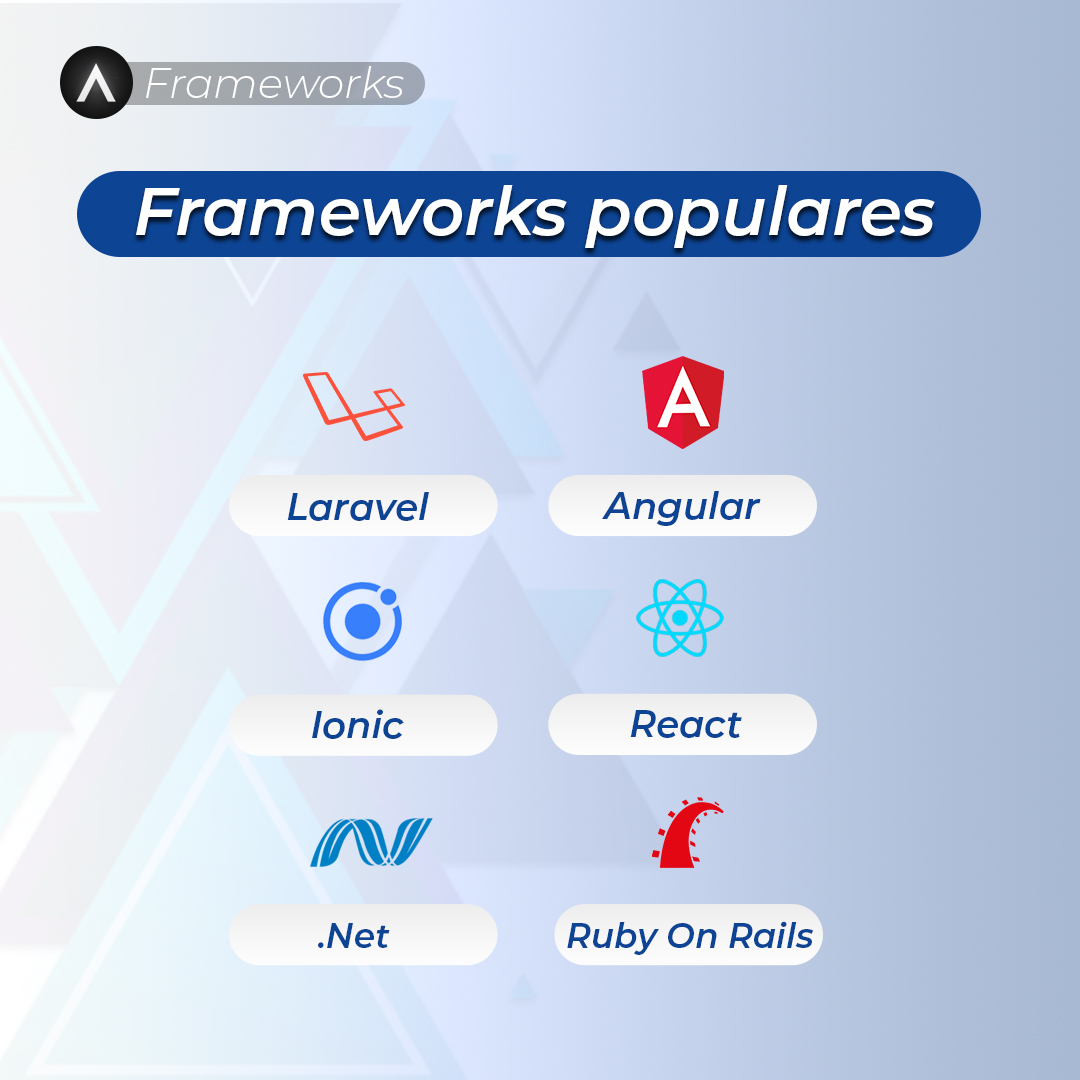 Frameworks
Frameworks populares
Laravel
Angular
Ionic
React
.Net
Ruby On Rails